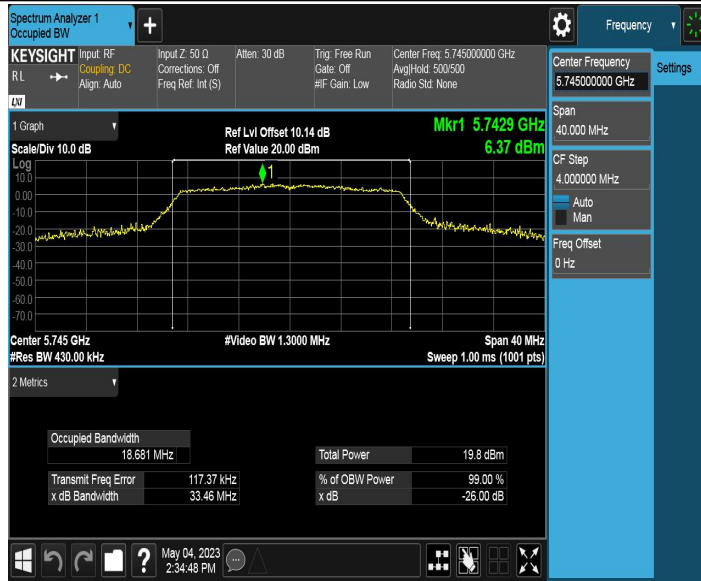 Spectrum Analyzer 1
Occupied BW
Frequency
KEYSIGHT
RL
LXI
Input: RF
Coupling: DC
Align: Auto
Input Z: 50 Ω
Corrections: Off
Freq Ref: Int (S)
Atten: 30 dB
Trig: Free Run
Gate: Off
#IF Gain: Low
Center Freq: 5.745000000 GHz
Avg|Hold: 500/500
Radio Std: None
Center Frequency
5.745000000 GHz
Settings
Span
40.000 MHz
CF Step
4.000000 MHz
Auto
Man
Freq Offset
0 Hz
1 Graph
Scale/Div 10.0 dB
Ref Lvl Offset 10.14 dB
Ref Value 20.00 dBm
Mkr1 5.7429 GHz
6.37 dBm
Log
10.0
0.00
-10.0
-20.0
-30.0
-40.0
-50.0
-60.0
-70.0
1
Center 5.745 GHz
#Video BW 1.3000 MHz
Span 40 MHz
#Res BW 430.00 kHz
Sweep 1.00 ms (1001 pts)
2 Metrics
Occupied Bandwidth
18.681 MHz
Total Power 19.8 dBm
Transmit Freq Error 117.37 kHz
% of OBW Power 99.00 %
x dB Bandwidth 33.46 MHz
x dB -26.00 dB
?
May 04, 2023
2:34:48 PM